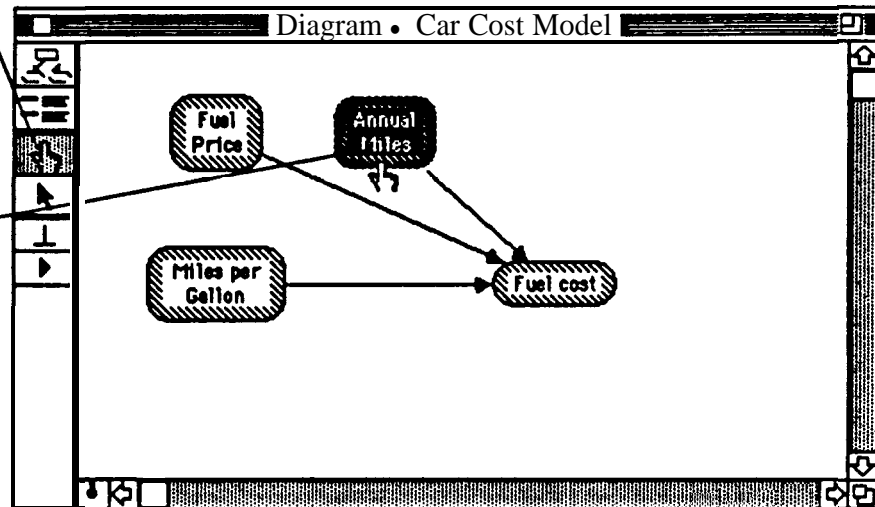 Diagram • Car Cost Model
Fuel
Price
Annual
Miles
Miles per
Gallon
Fuel cost